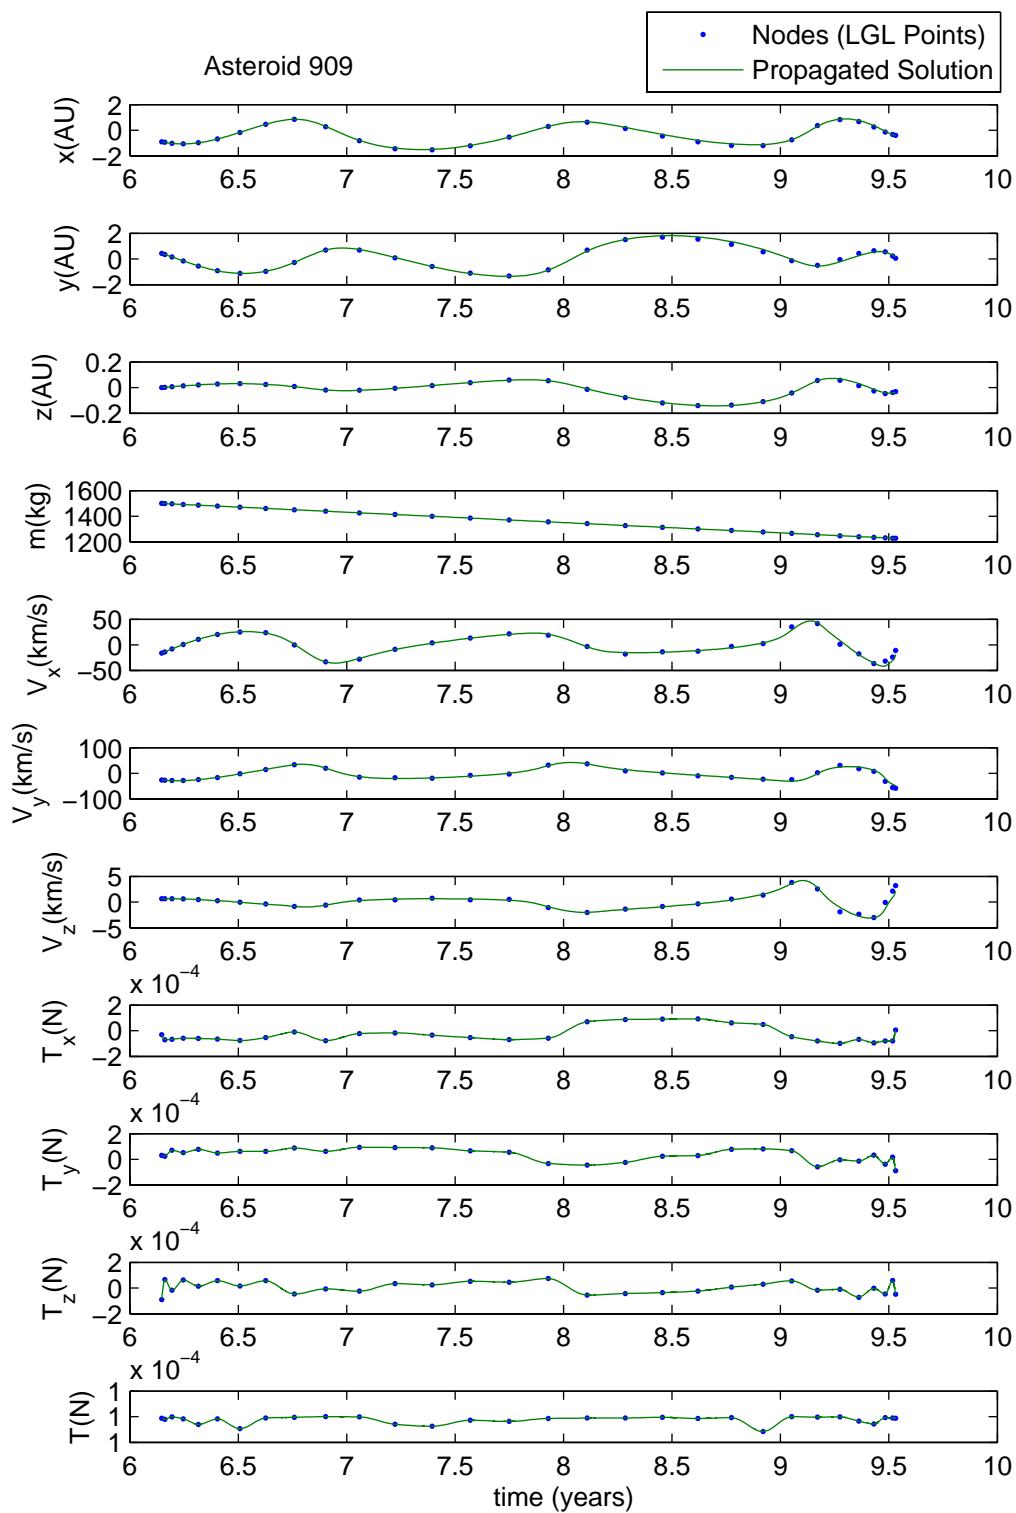 Asteroid 909
Nodes (LGL Points)
Propagated Solution
x(AU)
2
0
−2
6 6.5 7 7.5 8 8.5 9 9.5 10
y(AU)
2
0
−2
6 6.5 7 7.5 8 8.5 9 9.5 10
z(AU)
0.2
0
−0.2
6 6.5 7 7.5 8 8.5 9 9.5 10
m(kg)
1600
1400
1200
6 6.5 7 7.5 8 8.5 9 9.5 10
V_x(km/s)
50
0
−50
6 6.5 7 7.5 8 8.5 9 9.5 10
V_y(km/s)
100
0
−100
6 6.5 7 7.5 8 8.5 9 9.5 10
V_z(km/s)
5
0
−5
6 6.5 7 7.5 8 8.5 9 9.5 10
x 10^−4
T_x(N)
2
0
−2
6 6.5 7 7.5 8 8.5 9 9.5 10
x 10^−4
T_y(N)
2
0
−2
6 6.5 7 7.5 8 8.5 9 9.5 10
x 10^−4
T_z(N)
2
0
−2
6 6.5 7 7.5 8 8.5 9 9.5 10
x 10^−4
T(N)
1
1
1
6 6.5 7 7.5 8 8.5 9 9.5 10
time (years)